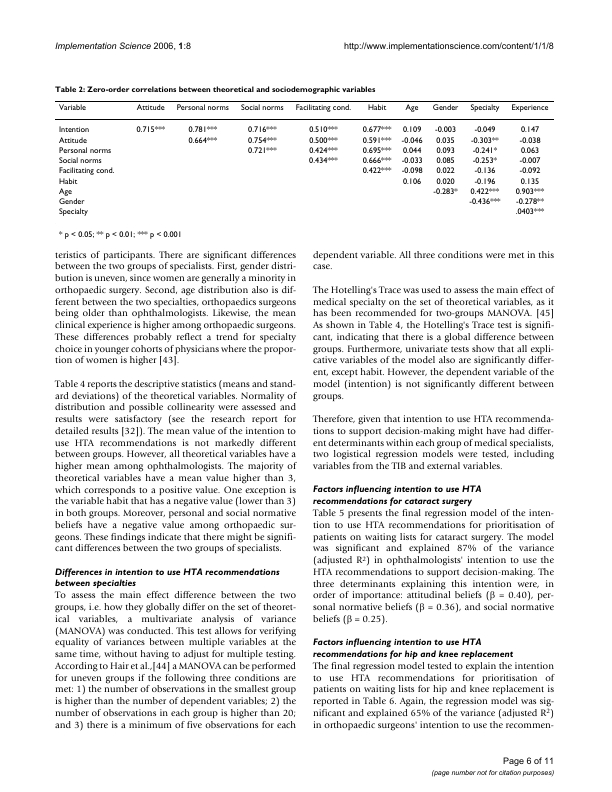 Implementation Science 2006, 1:8 http://www.implementationscience.com/content/1/1/8
Table 2: Zero-order correlations between theoretical and sociodemographic variables
Variable Attitude Personal norms Social norms Facilitating cond. Habit Age Gender Specialty Experience
Intention 0.715*** 0.781*** 0.716*** 0.510*** 0.677*** 0.109 -0.003 -0.049 0.147
Attitude 0.664*** 0.754*** 0.500*** 0.591*** -0.046 0.035 -0.303** -0.038
Personal norms 0.721*** 0.424*** 0.695*** 0.044 0.093 -0.241* 0.063
Social norms 0.434*** 0.666*** -0.033 0.085 -0.253* -0.007
Facilitating cond. 0.422*** -0.098 0.022 -0.136 -0.092
Habit 0.106 0.020 -0.196 0.135
Age -0.283* 0.422*** 0.903***
Gender -0.436*** -0.278**
Specialty .0403***
* p < 0.05; ** p < 0.01; *** p < 0.001
teristics of participants. There are significant differences
between the two groups of specialists. First, gender distri-
bution is uneven, since women are generally a minority in
orthopaedic surgery. Second, age distribution also is dif-
ferent between the two specialties, orthopaedics surgeons
being older than ophthalmologists. Likewise, the mean
clinical experience is higher among orthopaedic surgeons.
These differences probably reflect a trend for specialty
choice in younger cohorts of physicians where the propor-
tion of women is higher [43].
Table 4 reports the descriptive statistics (means and stand-
ard deviations) of the theoretical variables. Normality of
distribution and possible collinearity were assessed and
results were satisfactory (see the research report for
detailed results [32]). The mean value of the intention to
use HTA recommendations is not markedly different
between groups. However, all theoretical variables have a
higher mean among ophthalmologists. The majority of
theoretical variables have a mean value higher than 3,
which corresponds to a positive value. One exception is
the variable habit that has a negative value (lower than 3)
in both groups. Moreover, personal and social normative
beliefs have a negative value among orthopaedic sur-
geons. These findings indicate that there might be signifi-
cant differences between the two groups of specialists.
Differences in intention to use HTA recommendations
between specialties
To assess the main effect difference between the two
groups, i.e. how they globally differ on the set of theoret-
ical variables, a multivariate analysis of variance
(MANOVA) was conducted. This test allows for verifying
equality of variances between multiple variables at the
same time, without having to adjust for multiple testing.
According to Hair et al.,[44] a MANOVA can be performed
for uneven groups if the following three conditions are
met: 1) the number of observations in the smallest group
is higher than the number of dependent variables; 2) the
number of observations in each group is higher than 20;
and 3) there is a minimum of five observations for each
dependent variable. All three conditions were met in this
case.
The Hotelling's Trace was used to assess the main effect of
medical specialty on the set of theoretical variables, as it
has been recommended for two-groups MANOVA. [45]
As shown in Table 4, the Hotelling's Trace test is signifi-
cant, indicating that there is a global difference between
groups. Furthermore, univariate tests show that all expli-
cative variables of the model also are significantly differ-
ent, except habit. However, the dependent variable of the
model (intention) is not significantly different between
groups.
Therefore, given that intention to use HTA recommenda-
tions to support decision-making might have had differ-
ent determinants within each group of medical specialists,
two logistical regression models were tested, including
variables from the TIB and external variables.
Factors influencing intention to use HTA
recommendations for cataract surgery
Table 5 presents the final regression model of the inten-
tion to use HTA recommendations for prioritisation of
patients on waiting lists for cataract surgery. The model
was significant and explained 87% of the variance
(adjusted R²) in ophthalmologists' intention to use the
HTA recommendations to support decision-making. The
three determinants explaining this intention were, in
order of importance: attitudinal beliefs (β = 0.40), per-
sonal normative beliefs (β = 0.36), and social normative
beliefs (β = 0.25).
Factors influencing intention to use HTA
recommendations for hip and knee replacement
The final regression model tested to explain the intention
to use HTA recommendations for prioritisation of
patients on waiting lists for hip and knee replacement is
reported in Table 6. Again, the regression model was sig-
nificant and explained 65% of the variance (adjusted R²)
in orthopaedic surgeons' intention to use the recommen-
Page 6 of 11
(page number not for citation purposes)